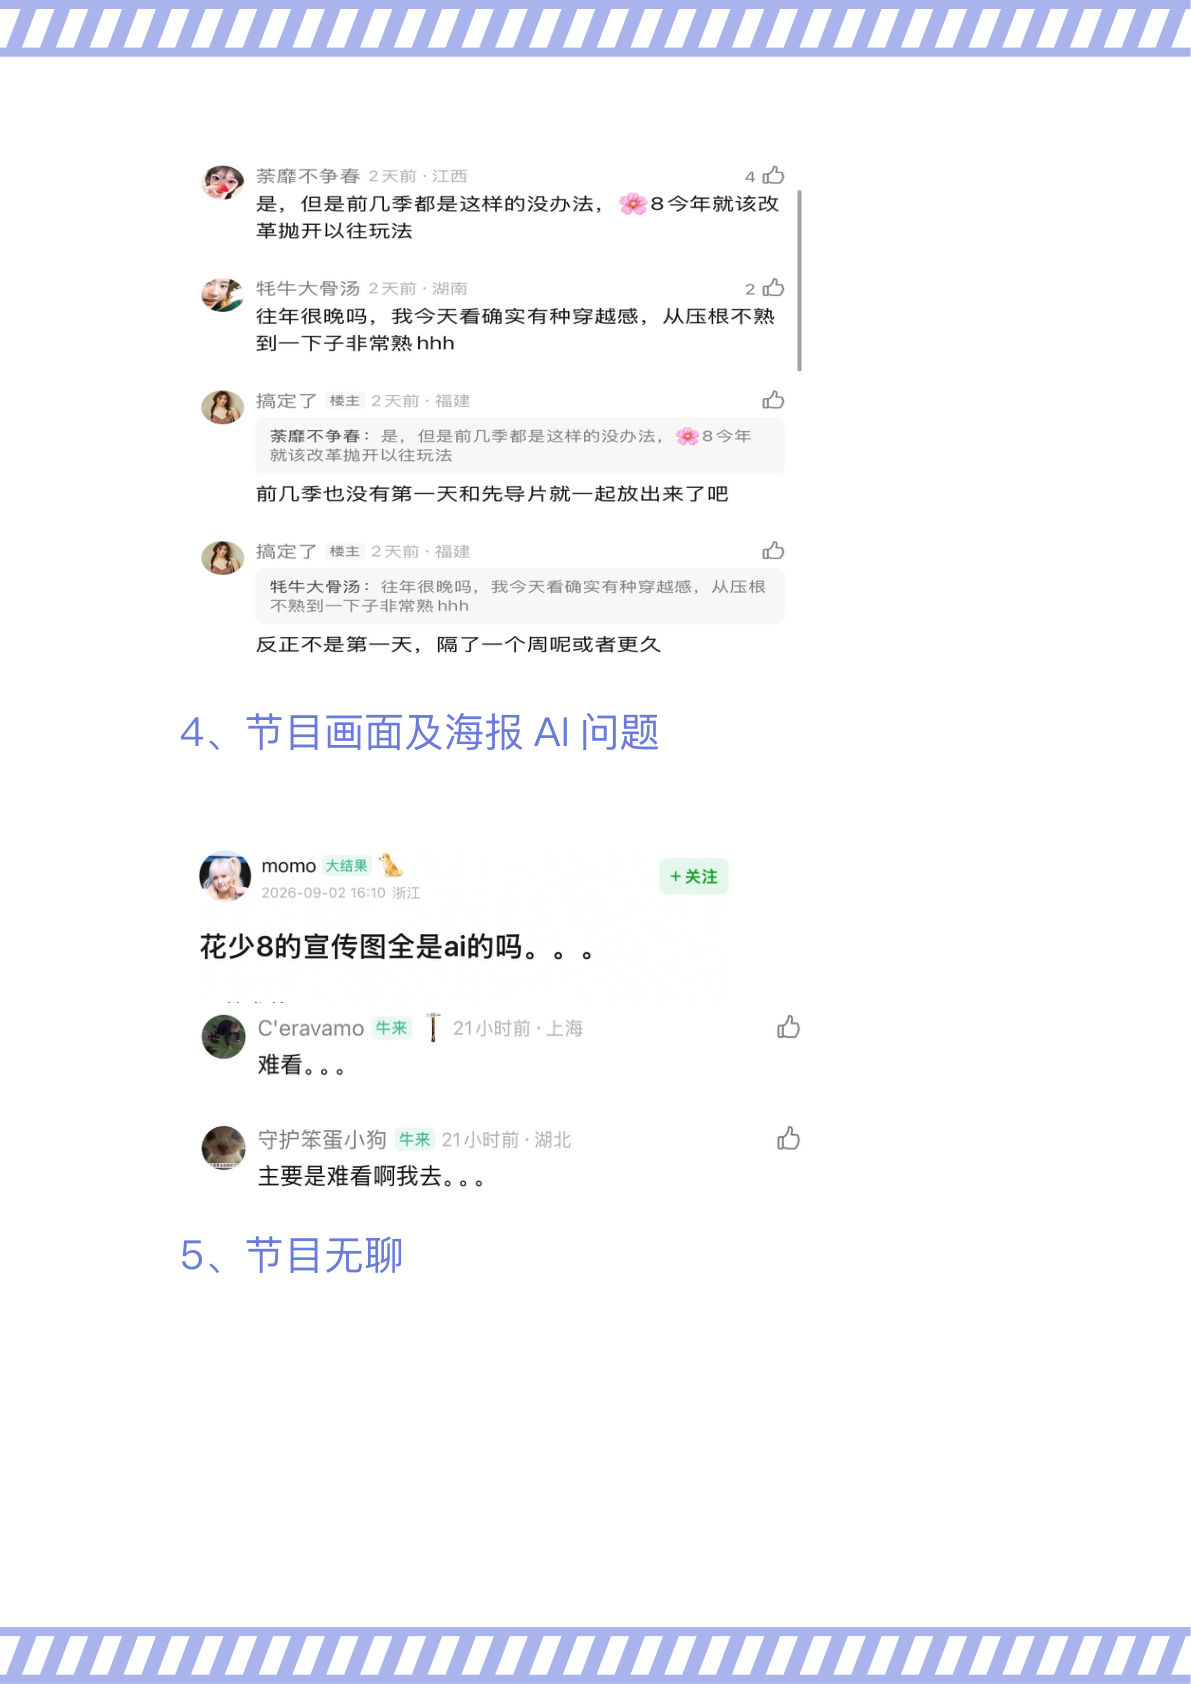 荼靡不争春 2天前 · 江西 4
是，但是前几季都是这样的没办法，🌸8今年就该改
革抛开以往玩法
牦牛大骨汤 2天前 · 湖南 2
往年很晚吗，我今天看确实有种穿越感，从压根不熟
到一下子非常熟hhh
搞定了 楼主 2天前 · 福建
荼靡不争春：是，但是前几季都是这样的没办法，🌸8今年
就该改革抛开以往玩法
前几季也没有第一天和先导片就一起放出来了吧
搞定了 楼主 2天前 · 福建
牦牛大骨汤：往年很晚吗，我今天看确实有种穿越感，从压根
不熟到一下子非常熟hhh
反正不是第一天，隔了一个周呢或者更久
4、节目画面及海报 AI 问题
momo 大结果
+ 关注
2026-09-02 16:10 浙江
花少8的宣传图全是ai的吗。。。
C'eravamo 牛来 21小时前 · 上海
难看。。。
守护笨蛋小狗 牛来 21小时前 · 湖北
主要是难看啊我去。。。
5、节目无聊